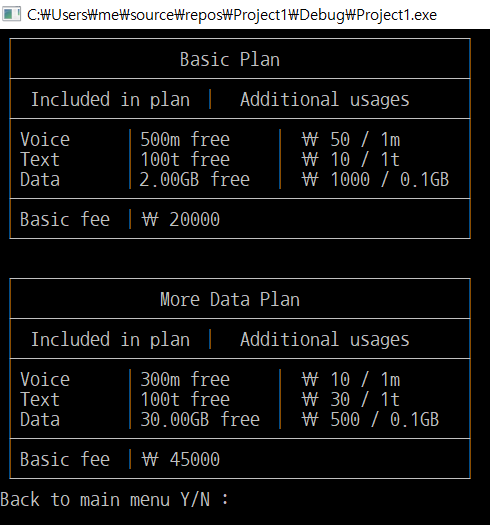 C:₩Users₩me₩source₩repos₩Project1₩Debug₩Project1.exe
Basic Plan
Included in plan | Additional usages
Voice | 500m free | ₩ 50 / 1m
Text | 100t free | ₩ 10 / 1t
Data | 2.00GB free | ₩ 1000 / 0.1GB
Basic fee | ₩ 20000
More Data Plan
Included in plan | Additional usages
Voice | 300m free | ₩ 10 / 1m
Text | 100t free | ₩ 30 / 1t
Data | 30.00GB free | ₩ 500 / 0.1GB
Basic fee | ₩ 45000
Back to main menu Y/N :